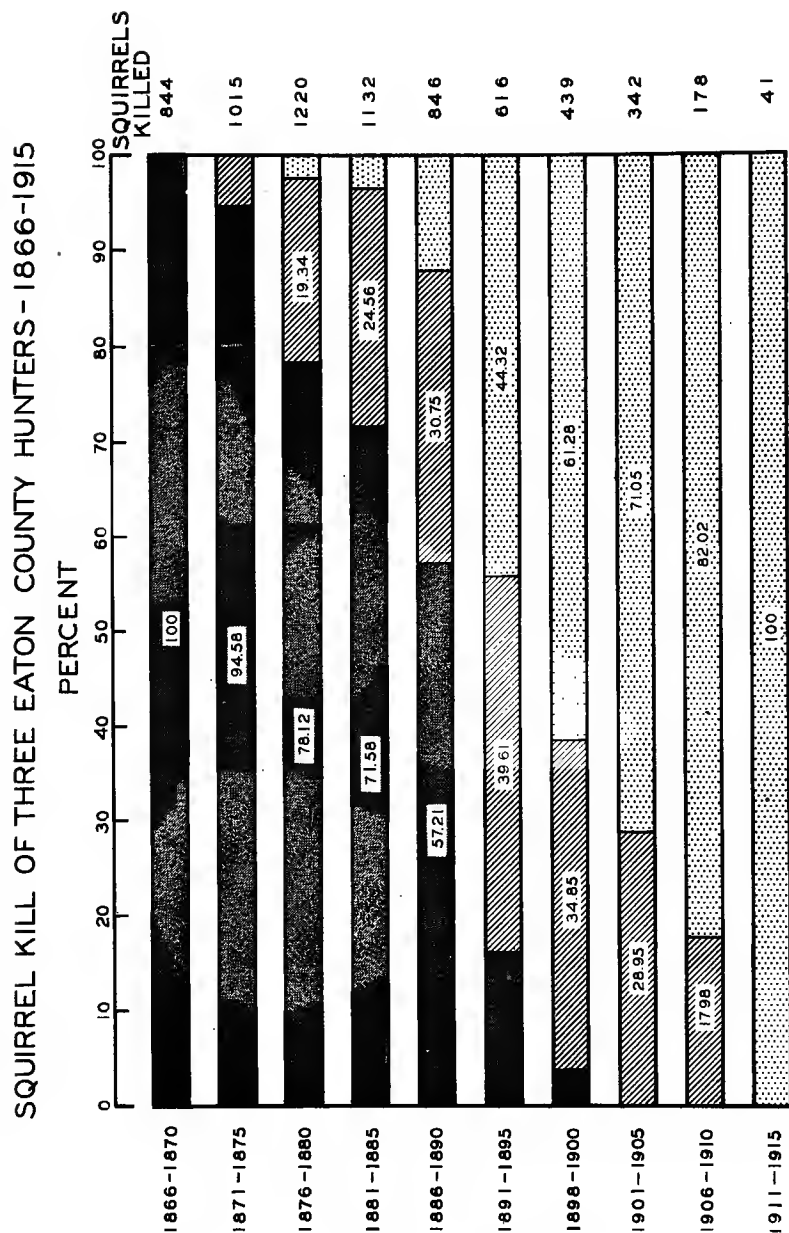 SQUIRREL KILL OF THREE EATON COUNTY HUNTERS-1866-1915
PERCENT
0 10 20 30 40 50 60 70 80 90 100
SQUIRRELS
KILLED
1866-1870 100 844
1871-1875 94.58 1015
1876-1880 78.12 19.34 1220
1881-1885 71.58 24.56 1132
1886-1890 57.21 30.75 846
1891-1895 39.61 44.32 616
1898-1900 34.85 61.28 439
1901-1905 28.95 71.05 342
1906-1910 17.98 82.02 178
1911-1915 100 41